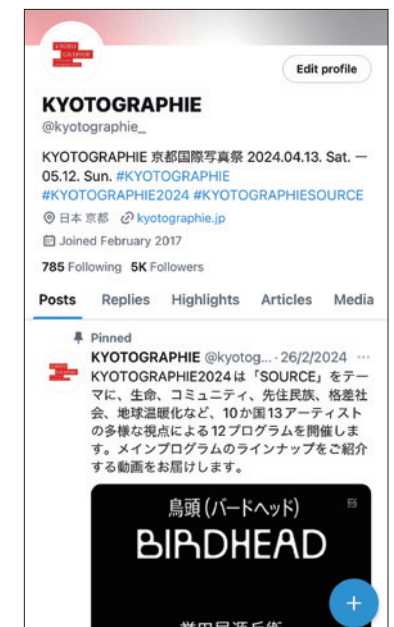 KYOTO
GRAPHIE
Edit profile
KYOTOGRAPHIE
@kyotographie_
KYOTOGRAPHIE 京都国際写真祭 2024.04.13. Sat. —
05.12. Sun. #KYOTOGRAPHIE
#KYOTOGRAPHIE2024 #KYOTOGRAPHIESOURCE
日本 京都 kyotographie.jp
Joined February 2017
785 Following 5K Followers
Posts Replies Highlights Articles Media
Pinned
KYOTOGRAPHIE @kyotog... · 26/2/2024 ···
KYOTOGRAPHIE2024は「SOURCE」をテー
マに、生命、コミュニティ、先住民族、格差社
会、地球温暖化など、10か国13アーティスト
の多様な視点による12プログラムを開催しま
す。メインプログラムのラインナップをご紹介
する動画をお届けします。
鳥頭(バードヘッド)
BIRDHEAD
+